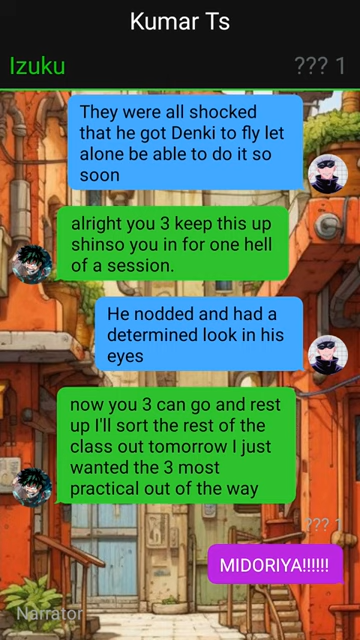 Kumar Ts
Izuku
??? 1
They were all shocked
that he got Denki to fly let
alone be able to do it so
soon
alright you 3 keep this up
shinso you in for one hell
of a session.
He nodded and had a
determined look in his
eyes
now you 3 can go and rest
up I'll sort the rest of the
class out tomorrow I just
wanted the 3 most
practical out of the way
??? 1
MIDORIYA!!!!!!
Narrator